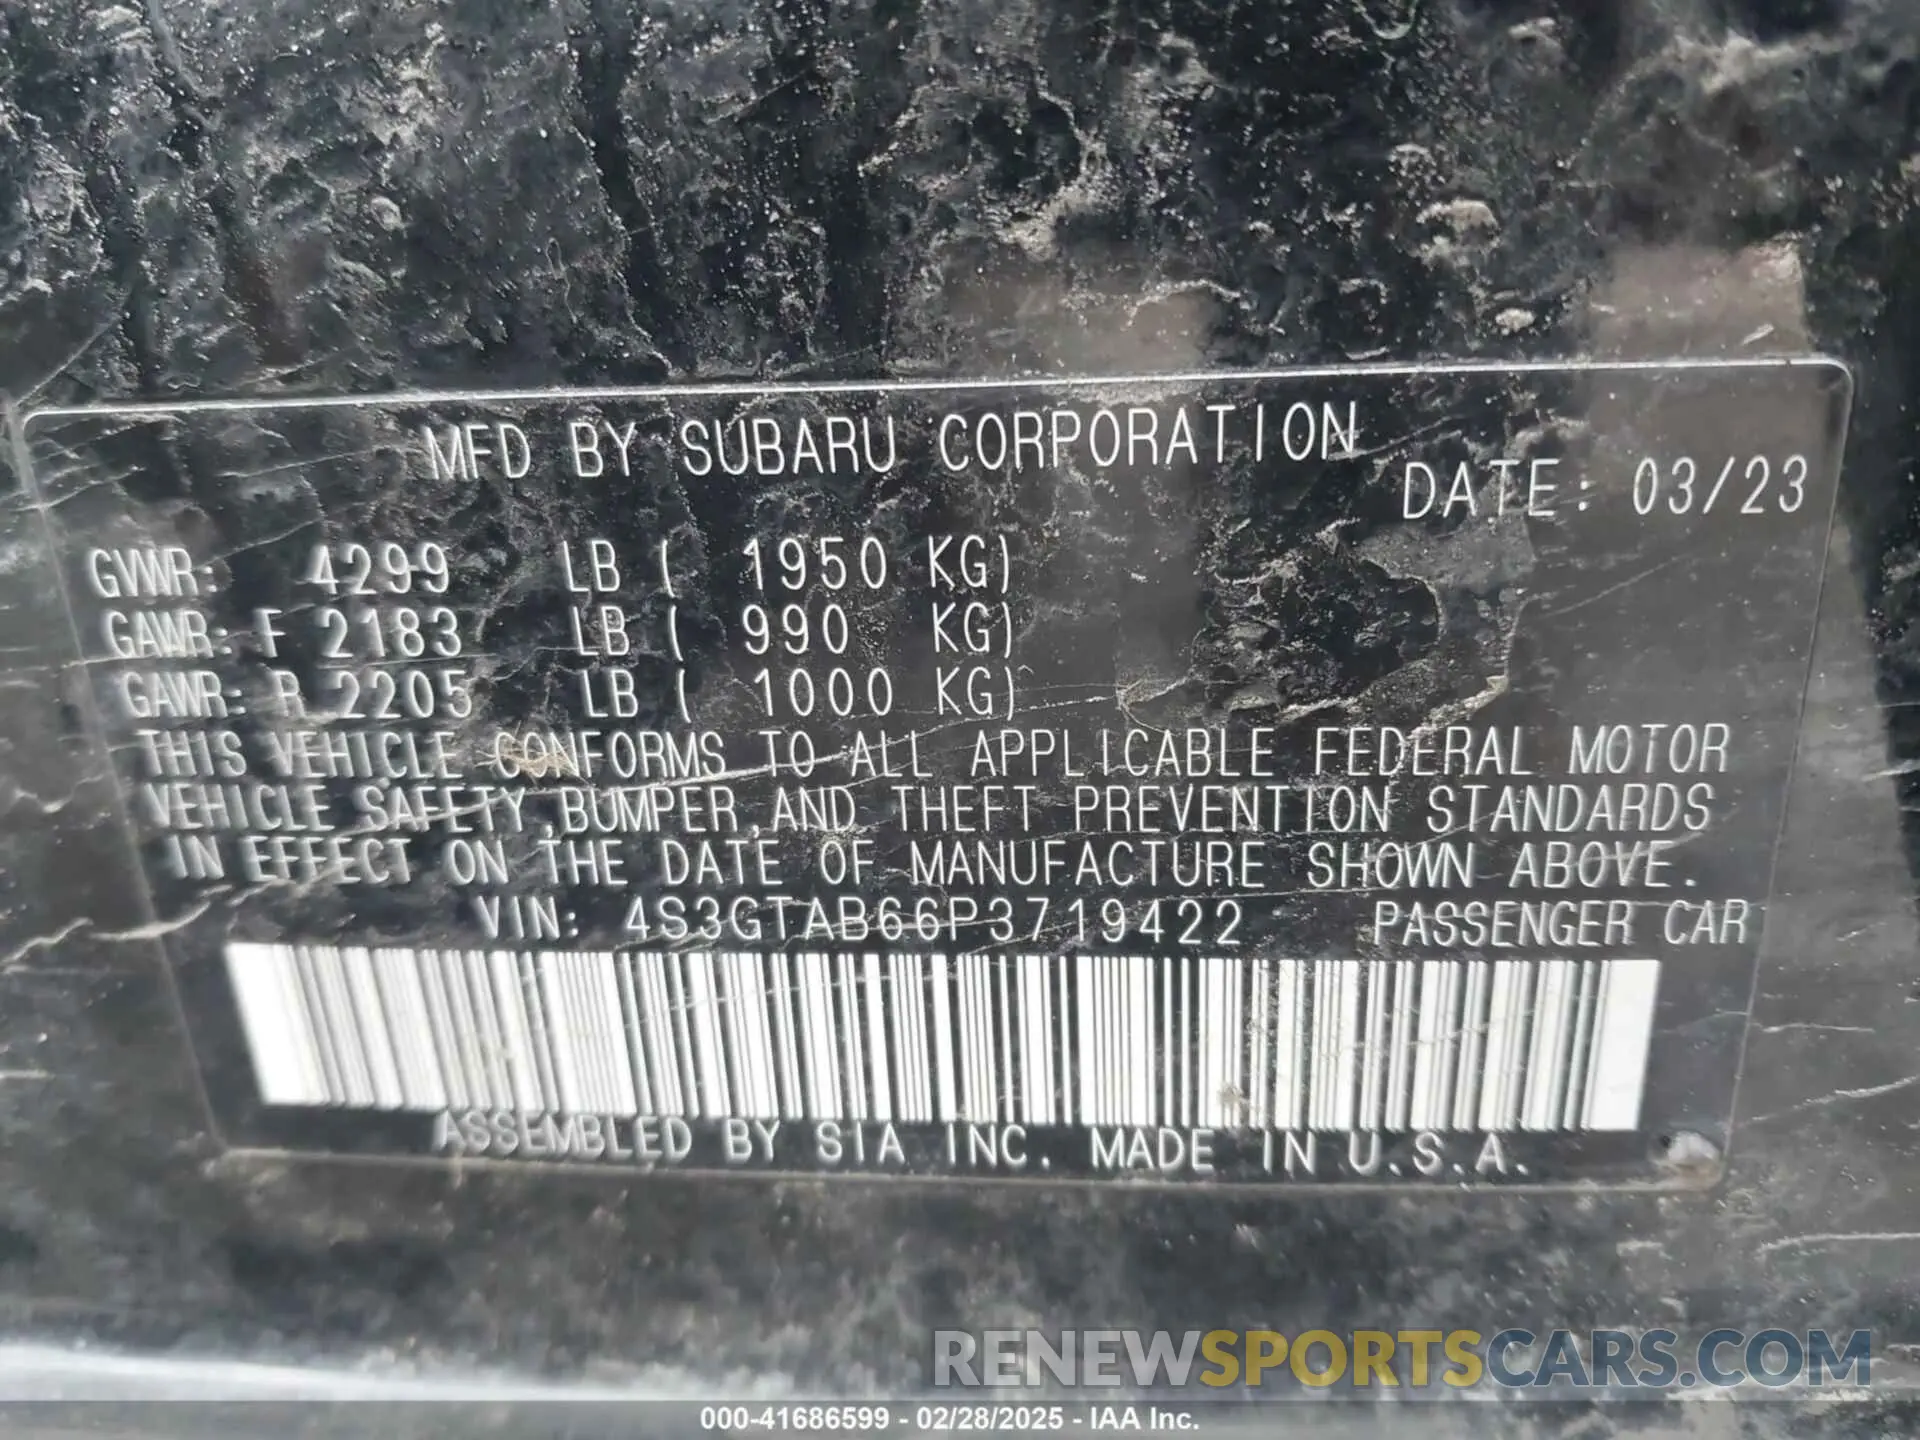 MFD BY SUBARU CORPORATION
DATE: 03/23
GVWR: 4299 LB ( 1950 KG)
GAWR: F 2183 LB ( 990 KG)
GAWR: R 2205 LB ( 1000 KG)
THIS VEHICLE CONFORMS TO ALL APPLICABLE FEDERAL MOTOR
VEHICLE SAFETY, BUMPER, AND THEFT PREVENTION STANDARDS
IN EFFECT ON THE DATE OF MANUFACTURE SHOWN ABOVE.
VIN: 4S3GTAB66P3719422 PASSENGER CAR
ASSEMBLED BY SIA INC. MADE IN U.S.A.
RENEWSPORTSCARS.COM
000-41686599 - 02/28/2025 - IAA Inc.